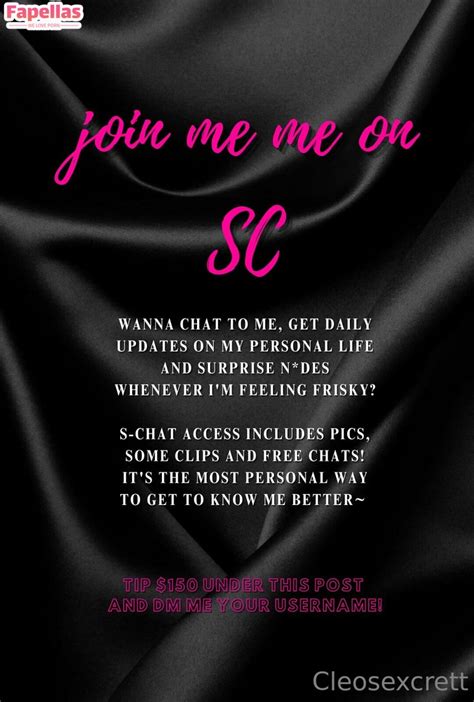 Fapellas
WE LOVE PORN
join me me on
SC
WANNA CHAT TO ME, GET DAILY
UPDATES ON MY PERSONAL LIFE
AND SURPRISE N*DES
WHENEVER I'M FEELING FRISKY?
S-CHAT ACCESS INCLUDES PICS,
SOME CLIPS AND FREE CHATS!
IT'S THE MOST PERSONAL WAY
TO GET TO KNOW ME BETTER~
TIP $150 UNDER THIS POST
AND DM ME YOUR USERNAME!
Cleosexcrett